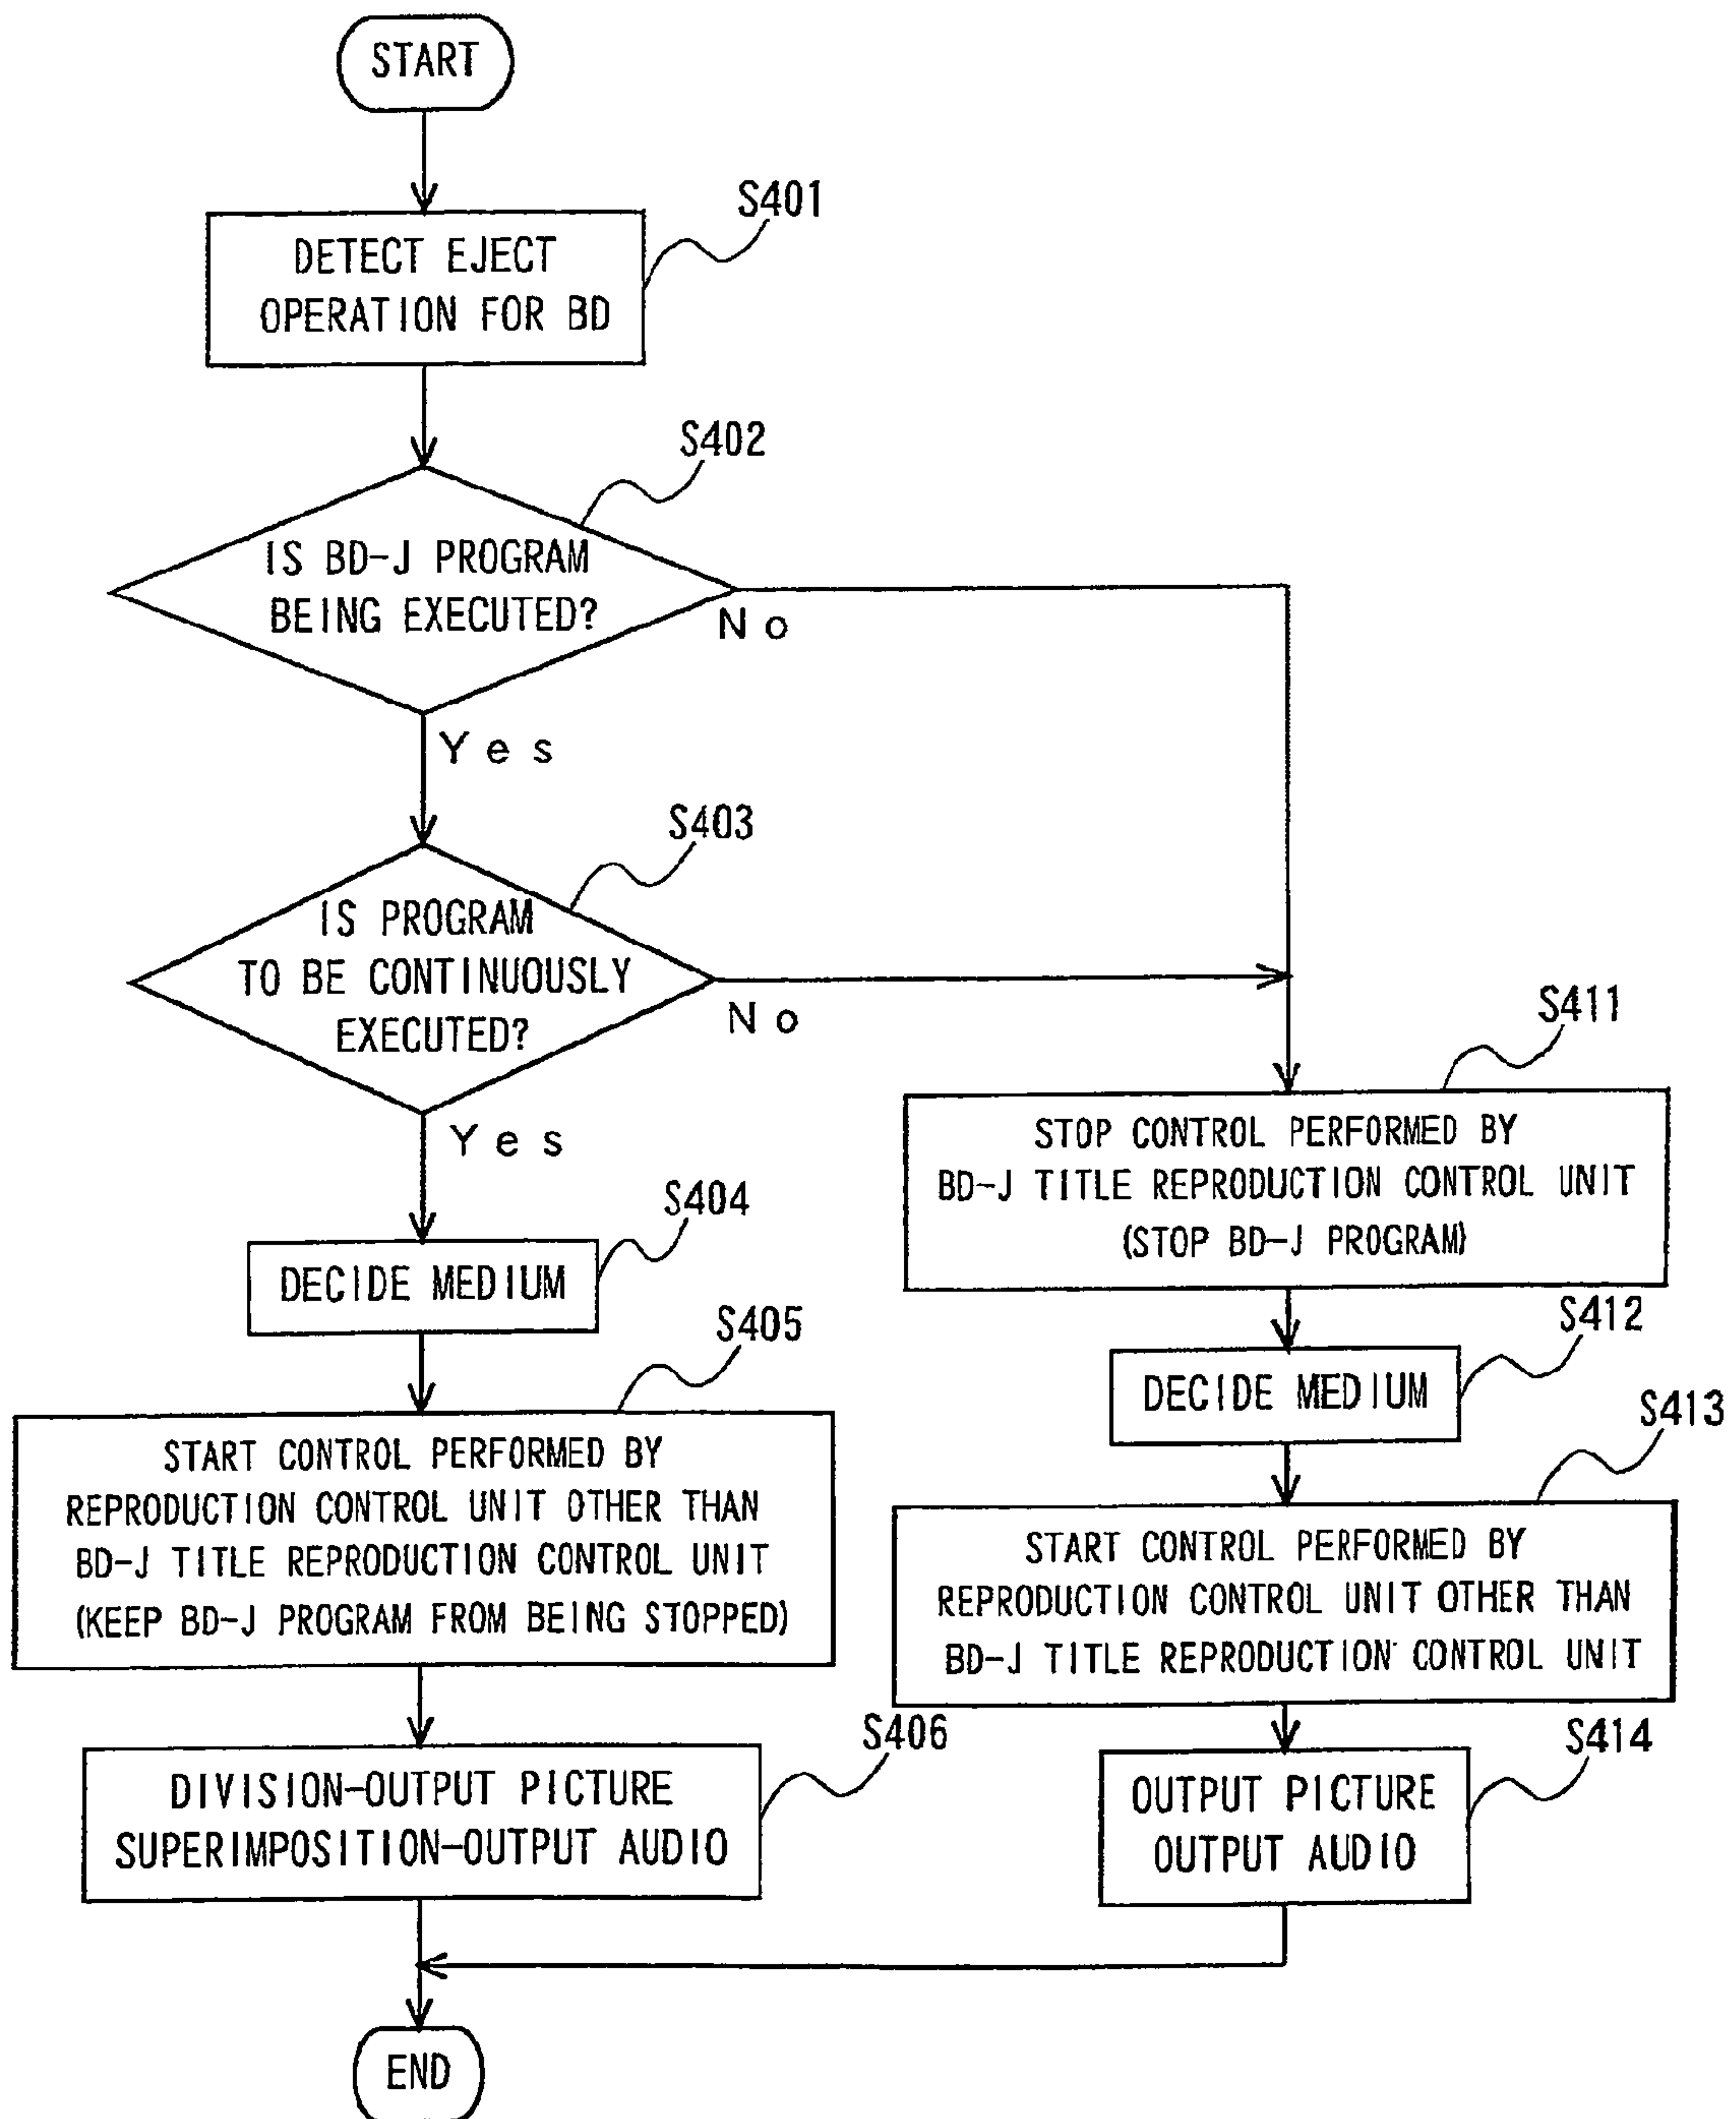 START
S401
DETECT EJECT
OPERATION FOR BD
S402
IS BD-J PROGRAM
BEING EXECUTED?
No
Yes
S403
IS PROGRAM
TO BE CONTINUOUSLY
EXECUTED?
No
Yes
S404
DECIDE MEDIUM
S405
START CONTROL PERFORMED BY
REPRODUCTION CONTROL UNIT OTHER THAN
BD-J TITLE REPRODUCTION CONTROL UNIT
(KEEP BD-J PROGRAM FROM BEING STOPPED)
S406
DIVISION-OUTPUT PICTURE
SUPERIMPOSITION-OUTPUT AUDIO
S411
STOP CONTROL PERFORMED BY
BD-J TITLE REPRODUCTION CONTROL UNIT
(STOP BD-J PROGRAM)
S412
DECIDE MEDIUM
S413
START CONTROL PERFORMED BY
REPRODUCTION CONTROL UNIT OTHER THAN
BD-J TITLE REPRODUCTION CONTROL UNIT
S414
OUTPUT PICTURE
OUTPUT AUDIO
END